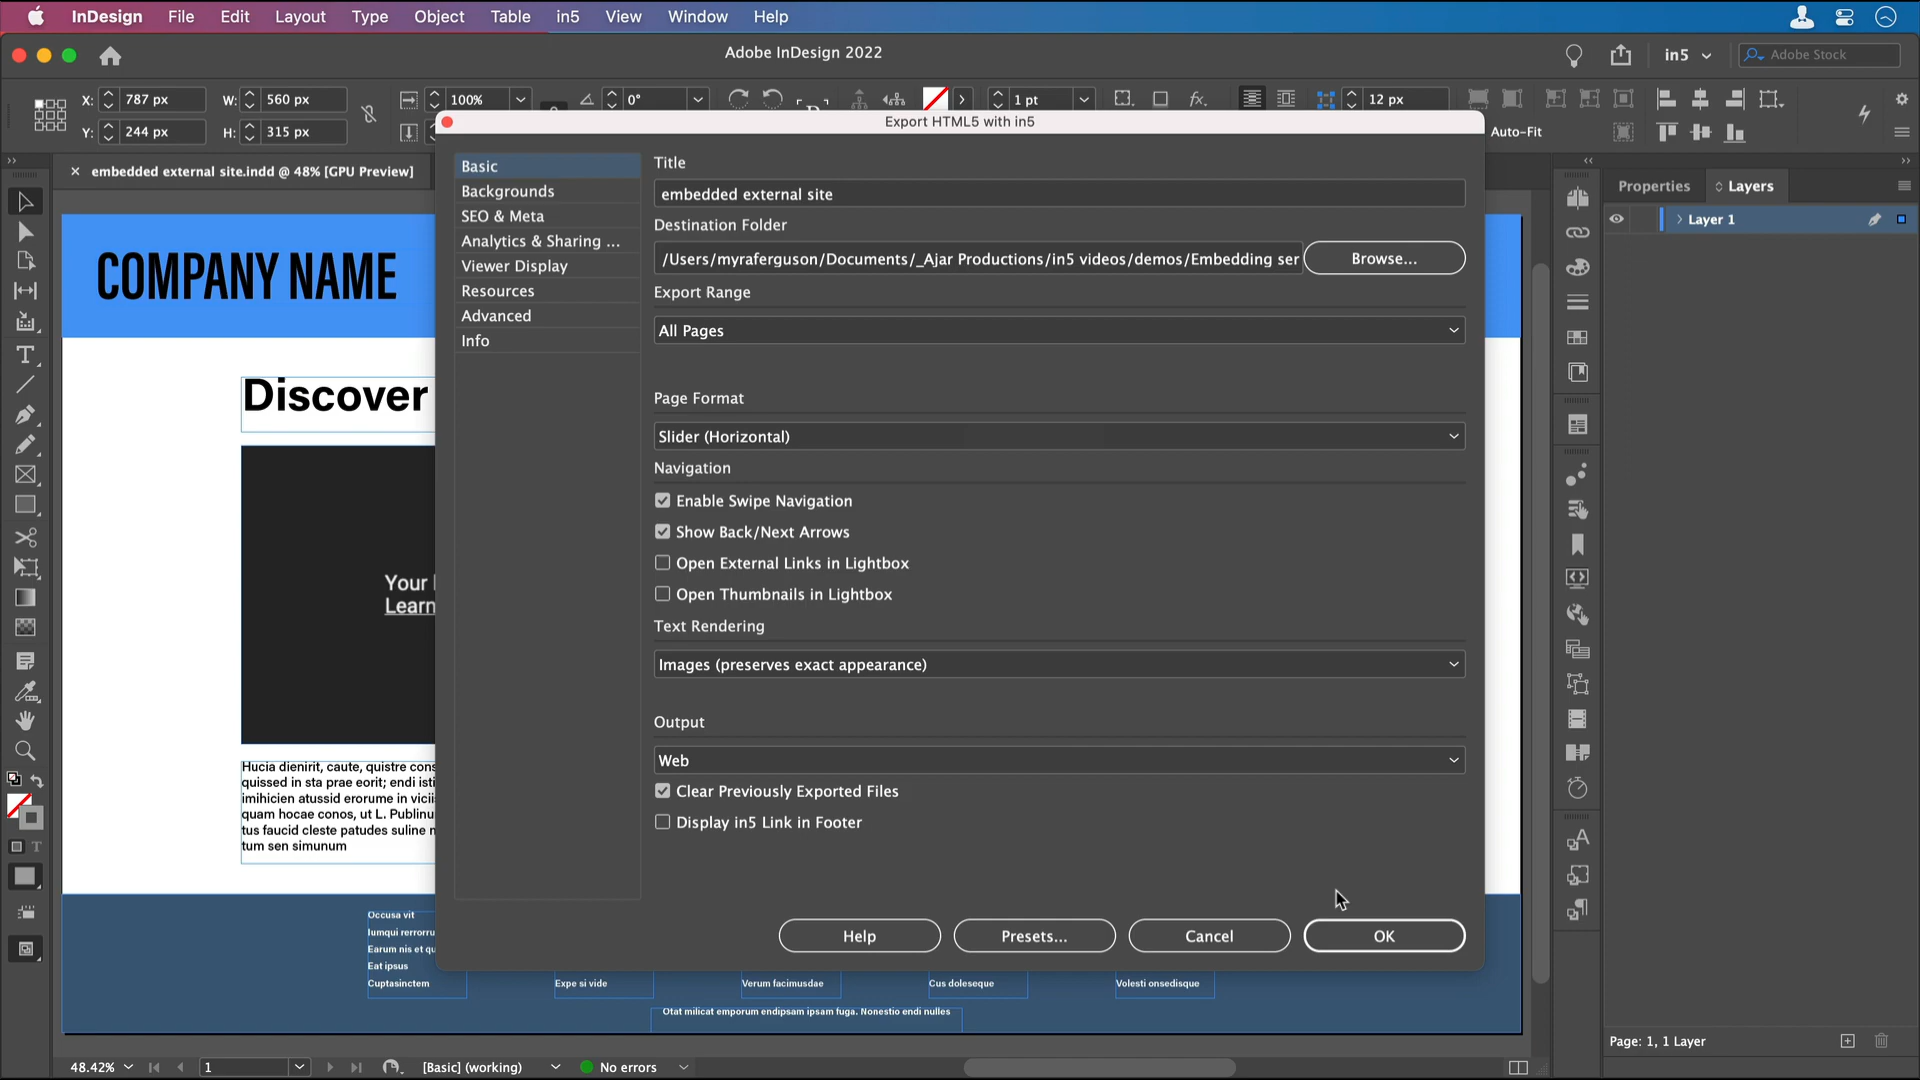 InDesign File Edit Layout Type Object Table in5 View Window Help
Adobe InDesign 2022
in5
Adobe Stock
X: 787 px W: 560 px 100% 0° 1 pt 12 px
Y: 244 px H: 315 px
Auto-Fit
embedded external site.indd @ 48% [GPU Preview]
Export HTML5 with in5
Basic
Backgrounds
SEO & Meta
Analytics & Sharing ...
Viewer Display
Resources
Advanced
Info
Title
embedded external site
Destination Folder
/Users/myraferguson/Documents/_Ajar Productions/in5 videos/demos/Embedding ser
Browse...
Export Range
All Pages
Page Format
Slider (Horizontal)
Navigation
Enable Swipe Navigation
Show Back/Next Arrows
Open External Links in Lightbox
Open Thumbnails in Lightbox
Text Rendering
Images (preserves exact appearance)
Output
Web
Clear Previously Exported Files
Display in5 Link in Footer
Help Presets... Cancel OK
Properties Layers
Layer 1
COMPANY NAME
Discover
Your
Learn
Hucia dienirit, caute, quistre cons
quissed in sta prae eorit; endi isti
imihicien atussid erorume in vicii
quam hocae conos, ut L. Publinu
tus faucid cleste patudes suline
tum sen simunum
Occusa vit
Iumqui rerorru
Earum nis et qu
Eat ipsus
Cuptasinctem
Expe si vide
Verum facimusdae
Cus doleseque
Volesti onsedisque
Otat milicat emporum endipsam ipsam fuga. Nonestio endi nulles
Page: 1, 1 Layer
48.42% 1 [Basic] (working) No errors